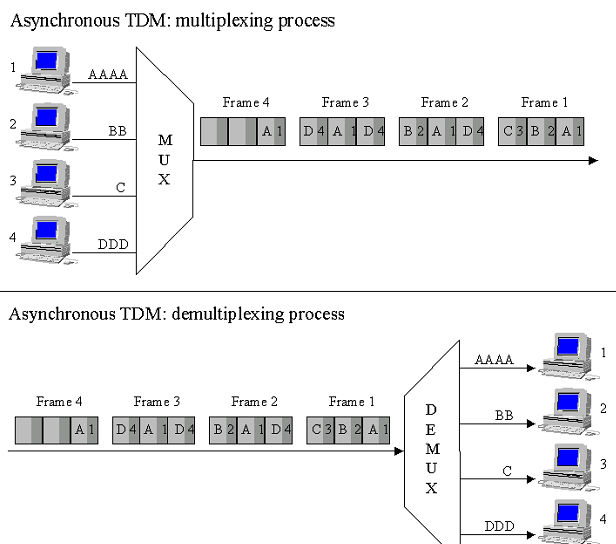 Asynchronous TDM: multiplexing process
1
AAAA
2
BB
3
C
4
DDD
M
U
X
Frame 4 Frame 3 Frame 2 Frame 1
A 1 D 4 A 1 D 4 B 2 A 1 D 4 C 3 B 2 A 1
Asynchronous TDM: demultiplexing process
Frame 4 Frame 3 Frame 2 Frame 1
A 1 D 4 A 1 D 4 B 2 A 1 D 4 C 3 B 2 A 1
D
E
M
U
X
AAAA
1
BB
2
C
3
DDD
4